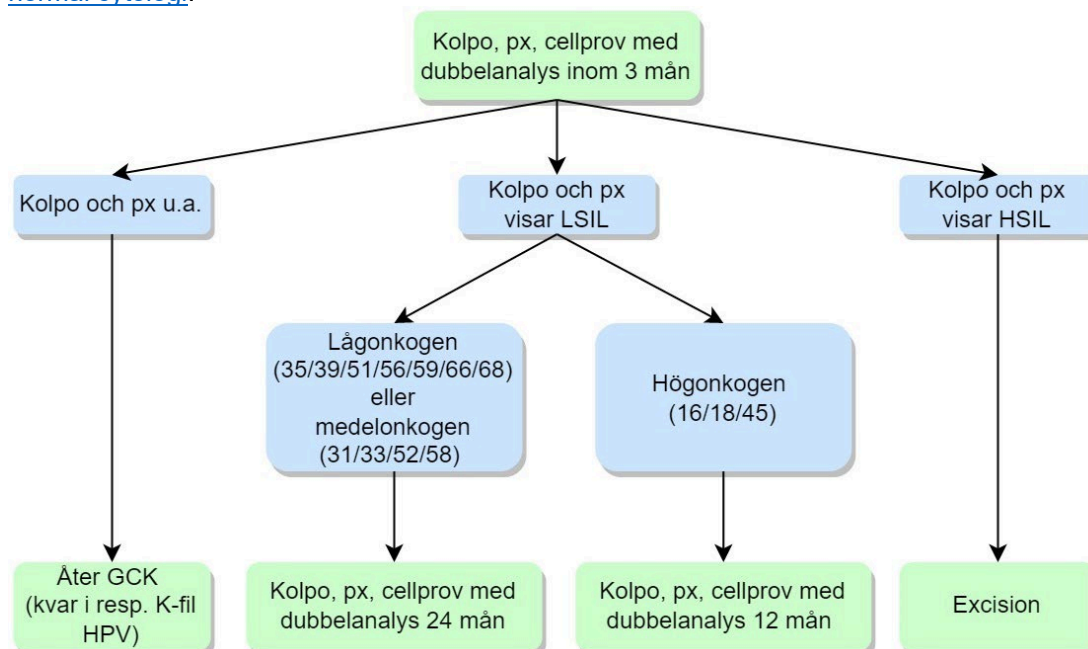 normal cytologi.
Kolpo, px, cellprov med
dubbelanalys inom 3 mån
Kolpo och px u.a.
Kolpo och px
visar LSIL
Kolpo och px
visar HSIL
Lågonkogen
(35/39/51/56/59/66/68)
eller
medelonkogen
(31/33/52/58)
Högonkogen
(16/18/45)
Åter GCK
(kvar i resp. K-fil
HPV)
Kolpo, px, cellprov med
dubbelanalys 24 mån
Kolpo, px, cellprov med
dubbelanalys 12 mån
Excision